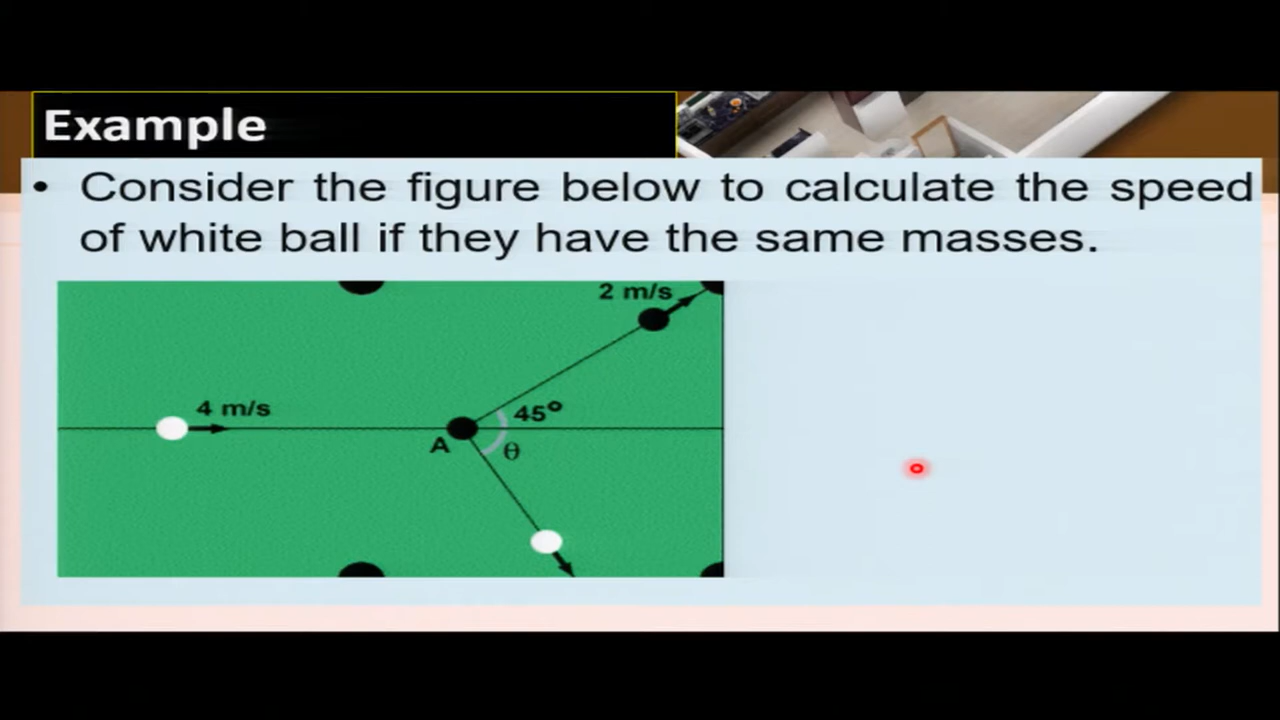 Example
• Consider the figure below to calculate the speed
of white ball if they have the same masses.
2 m/s
4 m/s
45°
A
θ